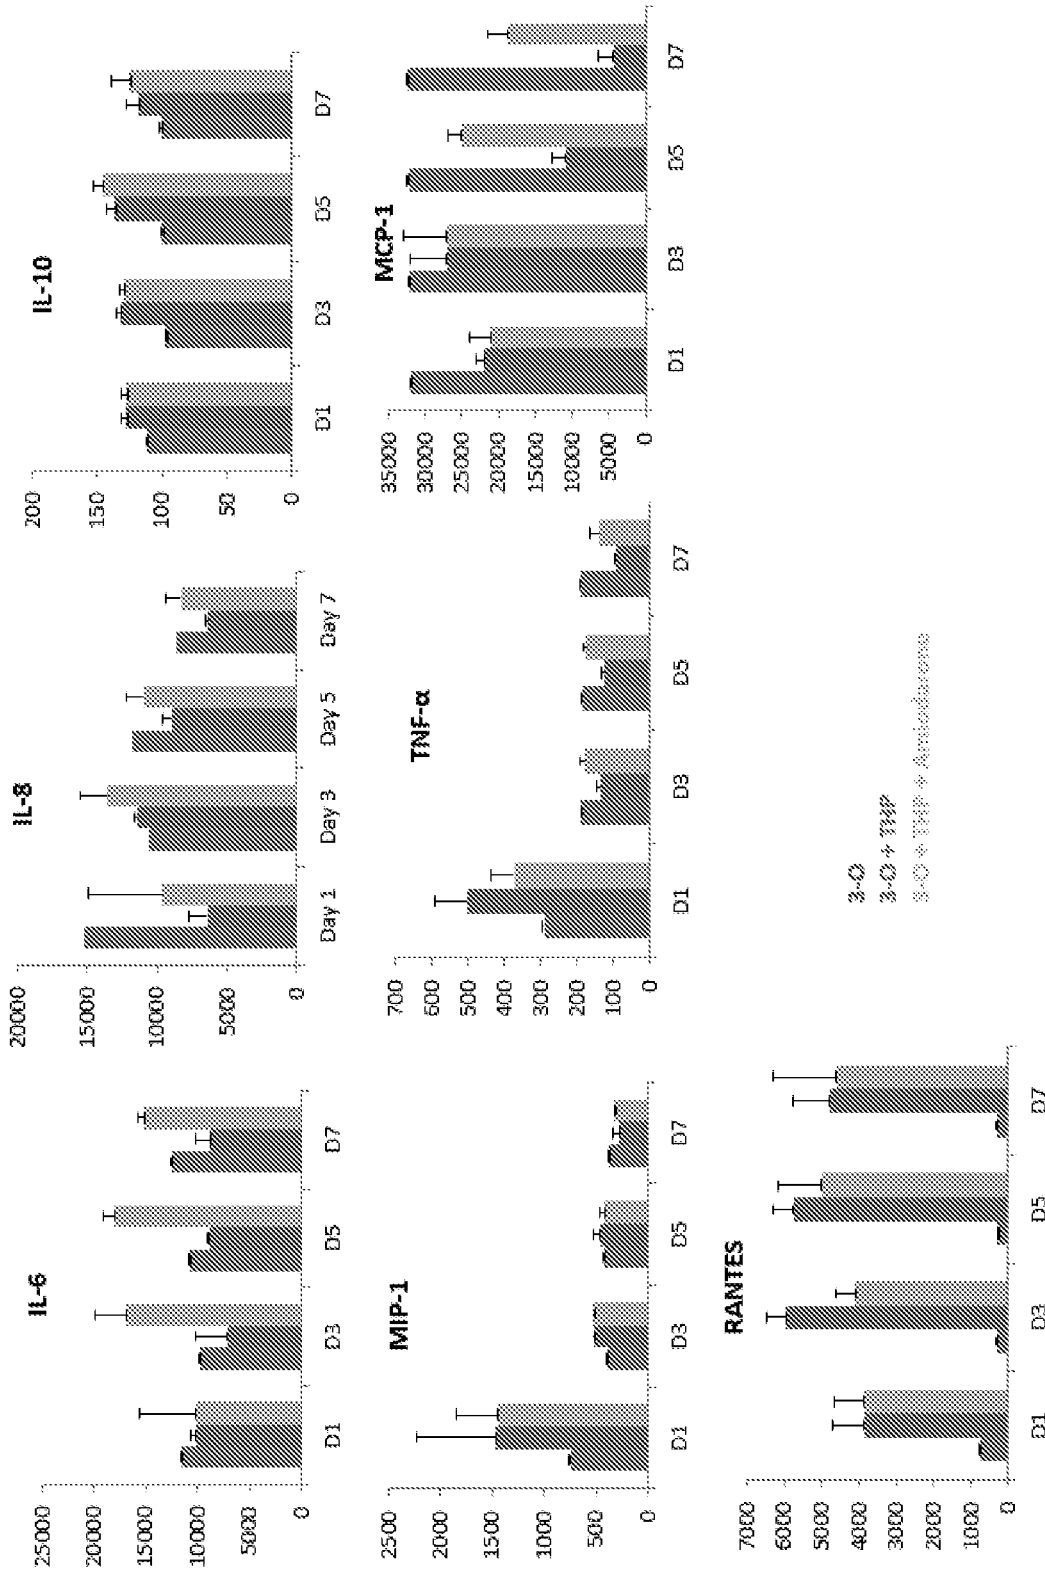 IL-6
25000
20000
15000
10000
5000
0
D1
D3
D5
D7
IL-8
20000
15000
10000
5000
0
Day 1
Day 3
Day 5
Day 7
IL-10
200
150
100
50
0
D1
D3
D5
D7
MIP-1
2500
2000
1500
1000
500
0
D1
D3
D5
D7
TNF-α
700
600
500
400
300
200
100
0
D1
D3
D5
D7
MCP-1
35000
30000
25000
20000
15000
10000
5000
0
D1
D3
D5
D7
RANTES
7000
6000
5000
4000
3000
2000
1000
0
D1
D3
D5
D7
3-O
3-O + THP
3-O + THP + Amiodarone